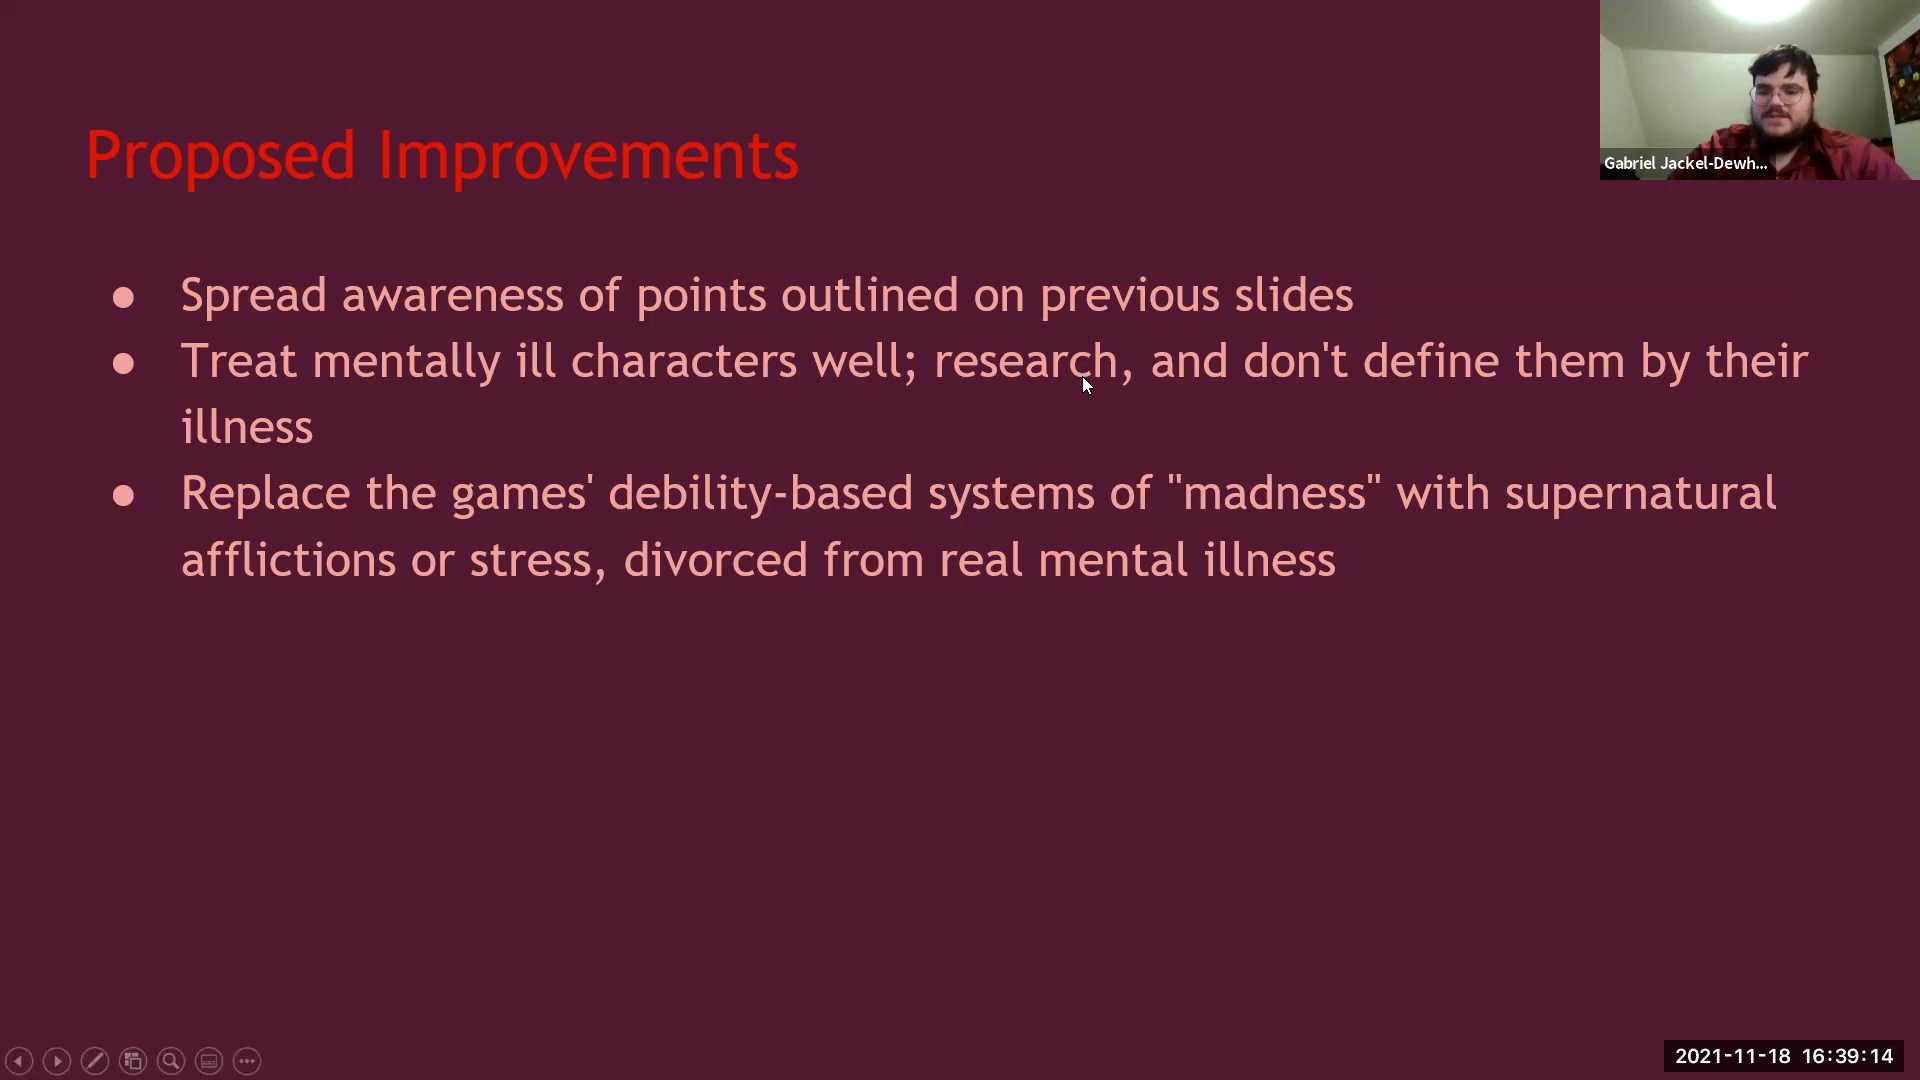 Proposed Improvements
Gabriel Jackel-Dewh...
● Spread awareness of points outlined on previous slides
● Treat mentally ill characters well; research, and don't define them by their
illness
● Replace the games' debility-based systems of "madness" with supernatural
afflictions or stress, divorced from real mental illness
2021-11-18 16:39:14